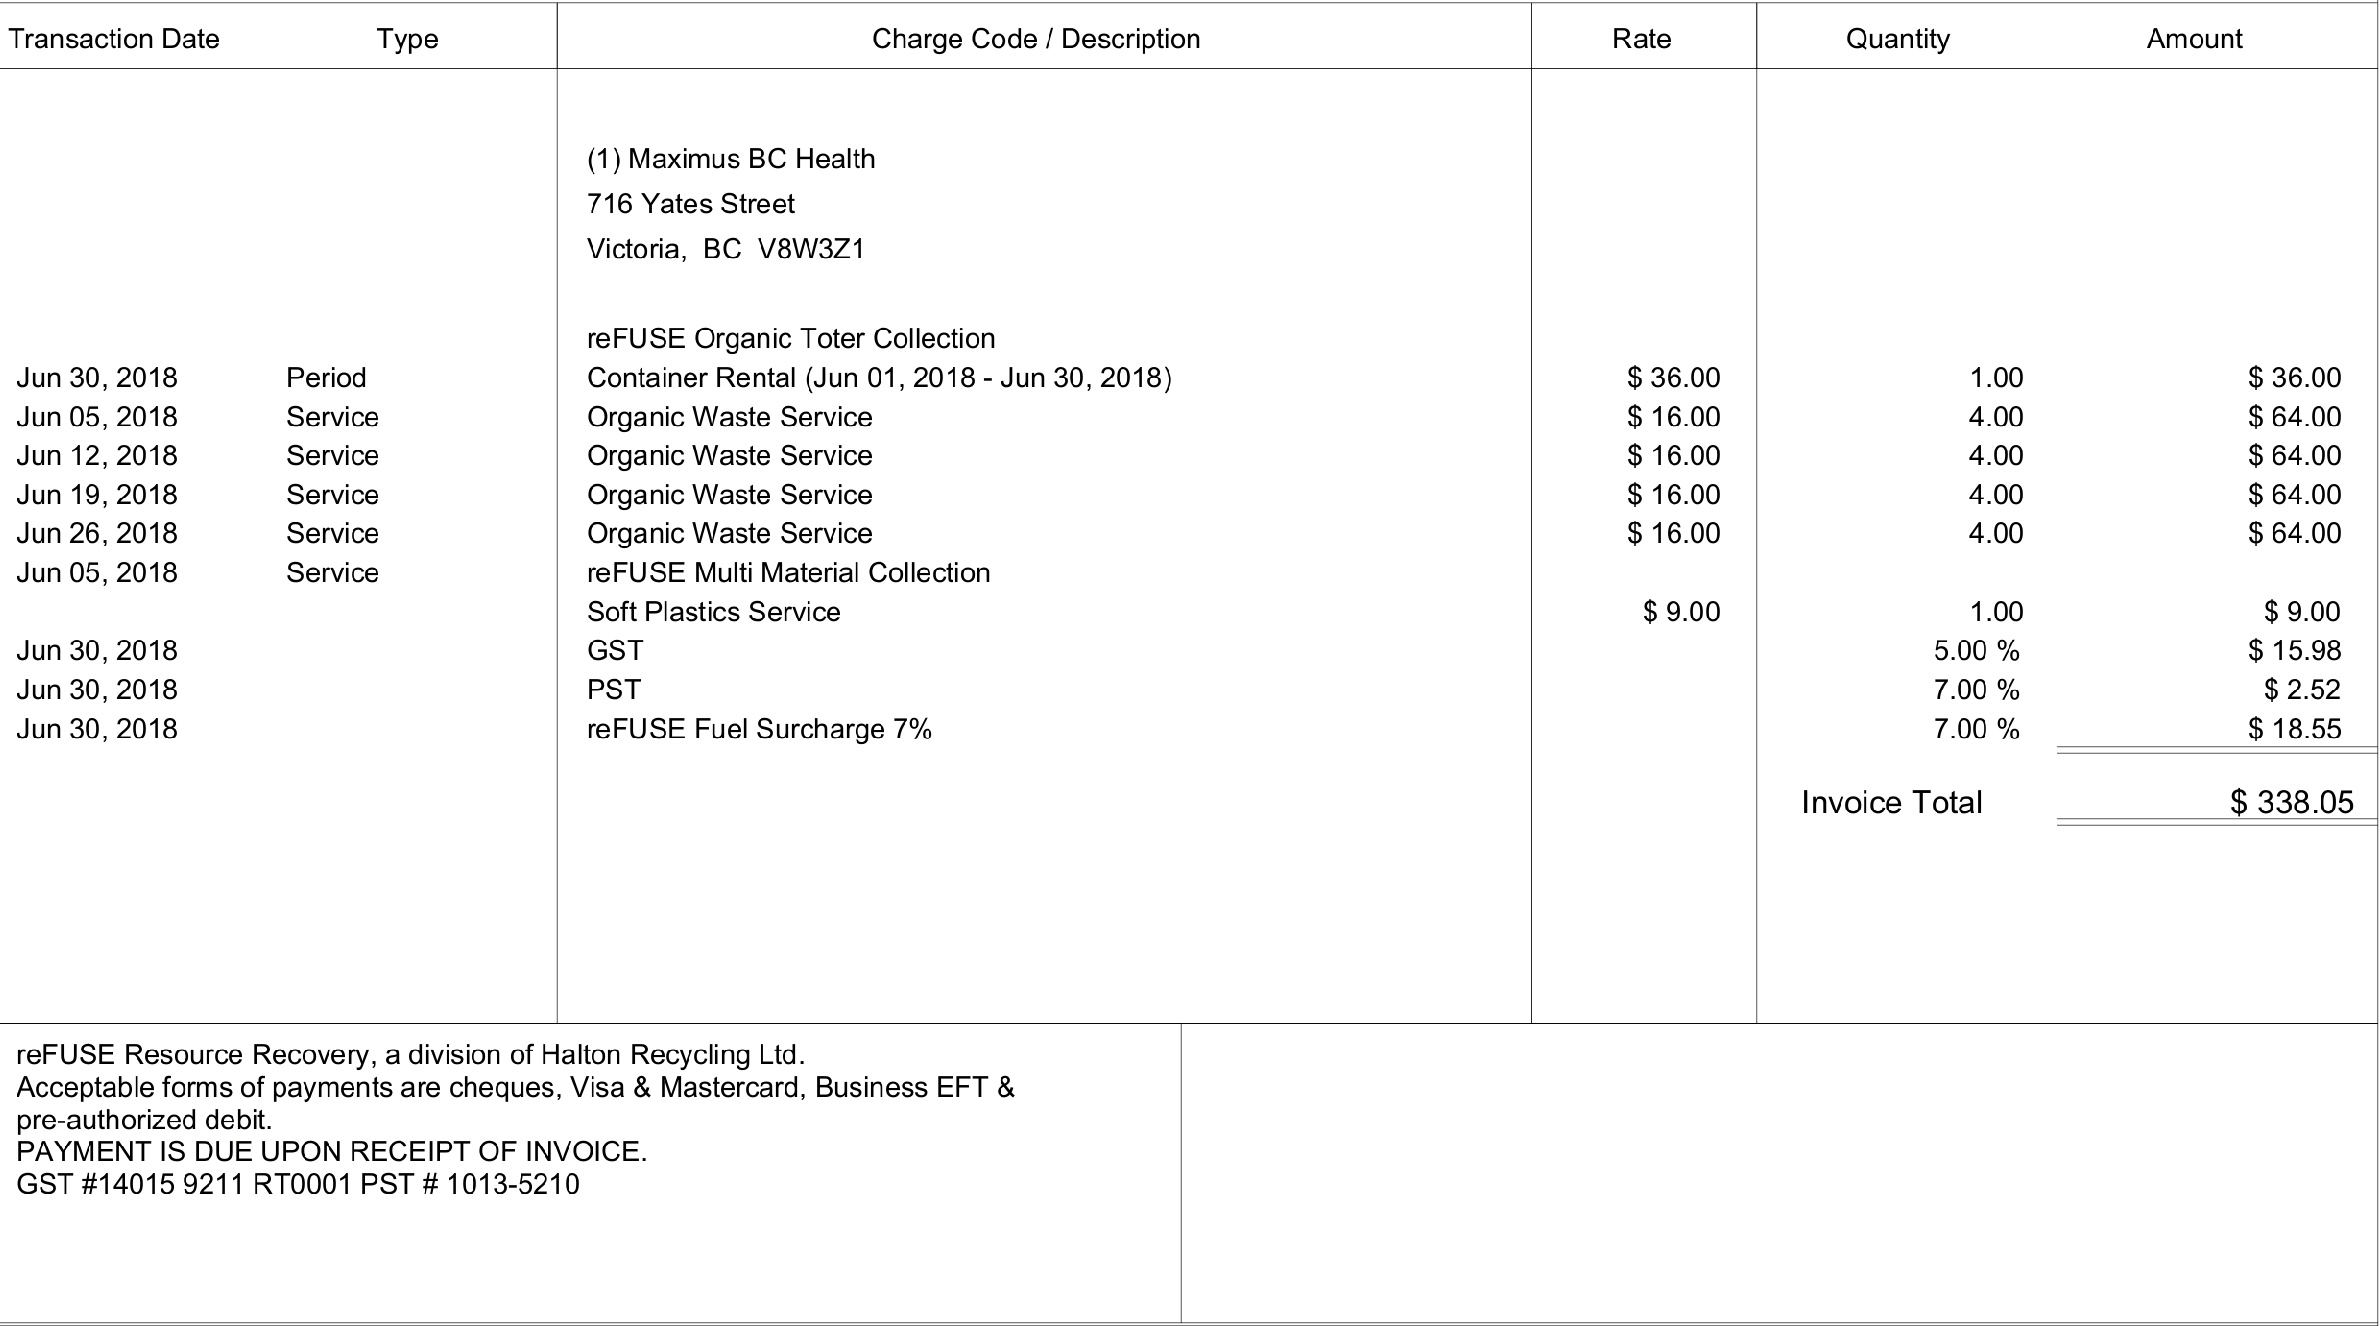 Transaction Date Type Charge Code / Description Rate Quantity Amount
(1) Maximus BC Health
716 Yates Street
Victoria, BC V8W3Z1
reFUSE Organic Toter Collection
Jun 30, 2018 Period Container Rental (Jun 01, 2018 - Jun 30, 2018) $ 36.00 1.00 $ 36.00
Jun 05, 2018 Service Organic Waste Service $ 16.00 4.00 $ 64.00
Jun 12, 2018 Service Organic Waste Service $ 16.00 4.00 $ 64.00
Jun 19, 2018 Service Organic Waste Service $ 16.00 4.00 $ 64.00
Jun 26, 2018 Service Organic Waste Service $ 16.00 4.00 $ 64.00
Jun 05, 2018 Service reFUSE Multi Material Collection
Soft Plastics Service $ 9.00 1.00 $ 9.00
Jun 30, 2018 GST 5.00 % $ 15.98
Jun 30, 2018 PST 7.00 % $ 2.52
Jun 30, 2018 reFUSE Fuel Surcharge 7% 7.00 % $ 18.55
Invoice Total $ 338.05
reFUSE Resource Recovery, a division of Halton Recycling Ltd.
Acceptable forms of payments are cheques, Visa & Mastercard, Business EFT &
pre-authorized debit.
PAYMENT IS DUE UPON RECEIPT OF INVOICE.
GST #14015 9211 RT0001 PST # 1013-5210